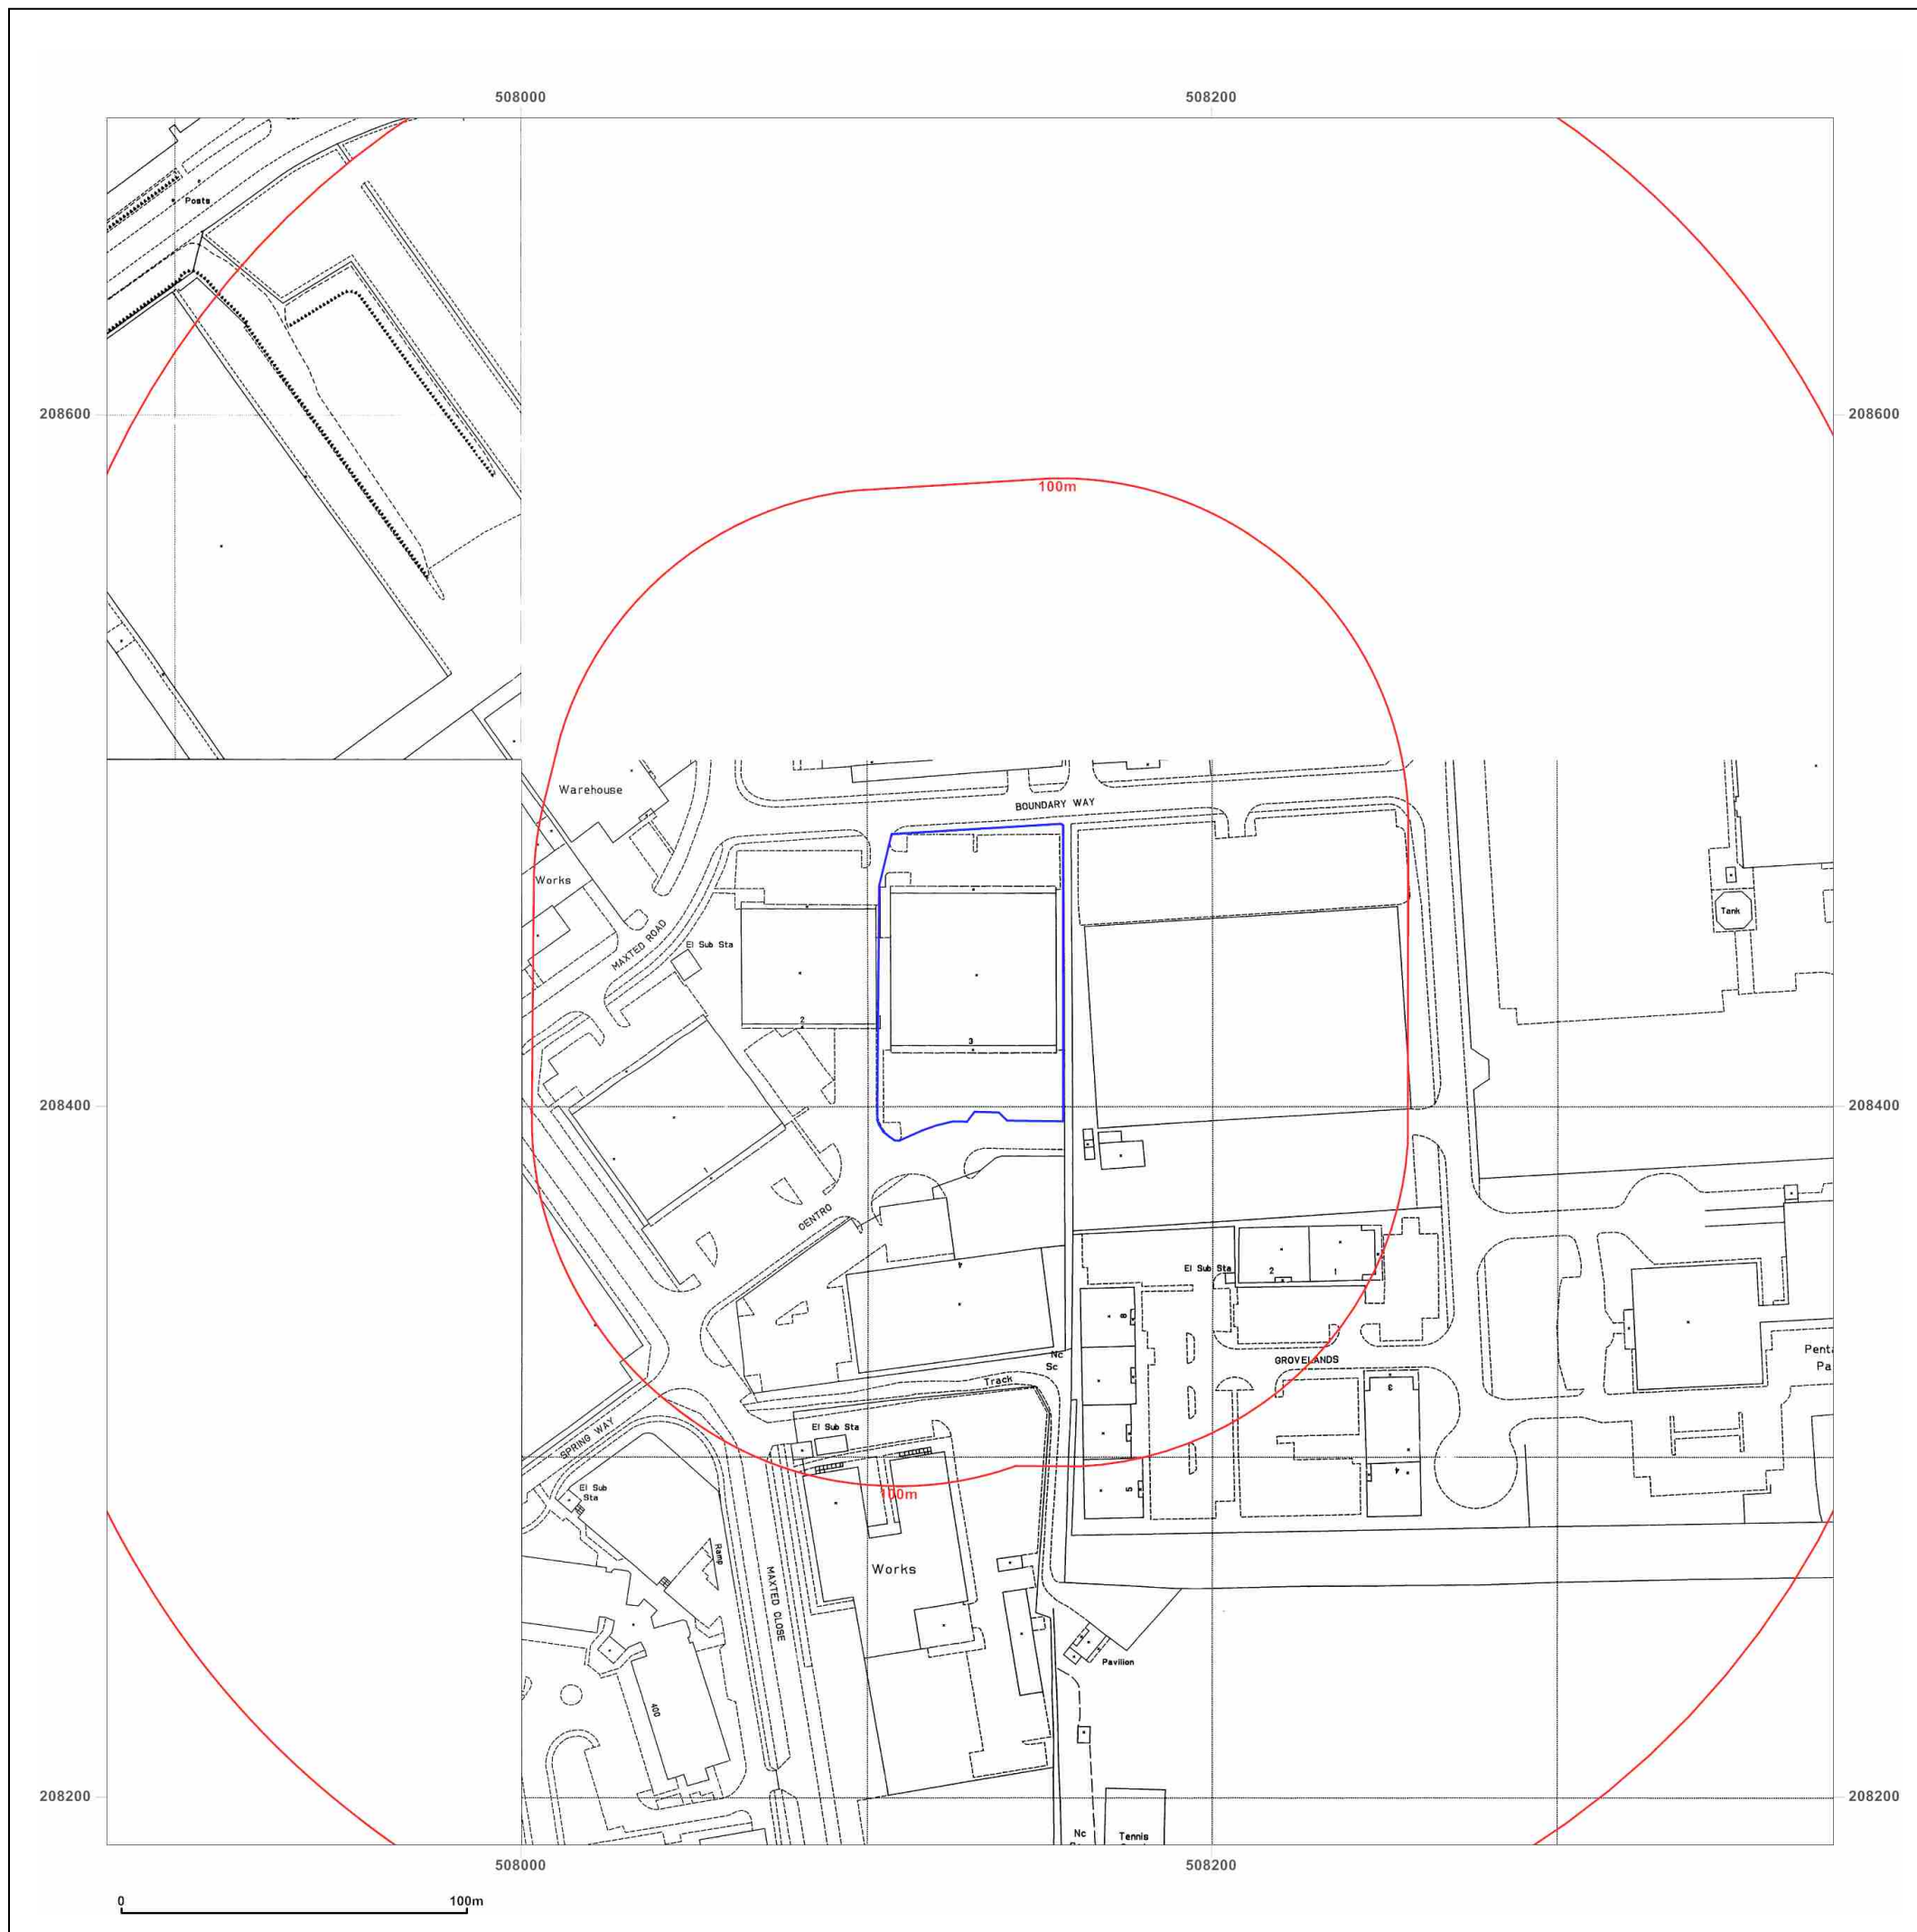 508000
508200
Posts
208600
208600
100m
Warehouse
BOUNDARY WAY
Works
Tank
MAXTED ROAD
El Sub Sta
2
3
208400
208400
1
DENTRO
El Sub Sta
2
1
4
8
Nc
Sc
GROVELANDS
Penta
Pa
Track
3
El Sub Sta
SPRING WAY
4
El Sub
Sta
100m
5
Ramp
Works
MAXTED CLOSE
Pavilion
400
208200
208200
Nc
Tennis
508000
508200
0
100m